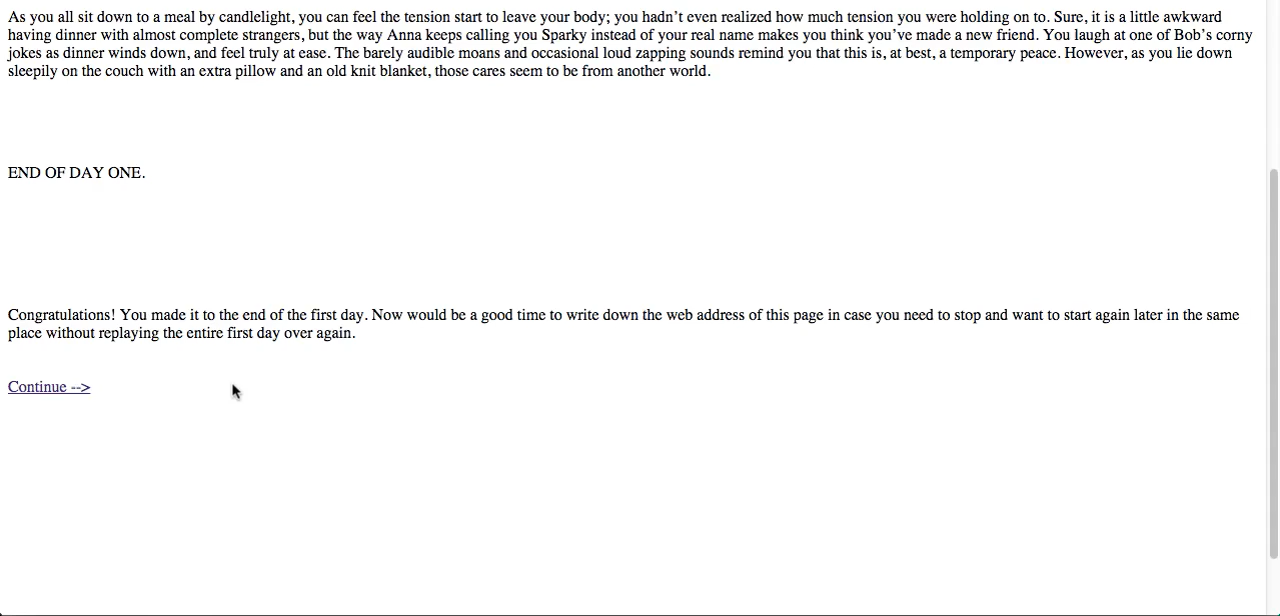 As you all sit down to a meal by candlelight, you can feel the tension start to leave your body; you hadn’t even realized how much tension you were holding on to. Sure, it is a little awkward
having dinner with almost complete strangers, but the way Anna keeps calling you Sparky instead of your real name makes you think you’ve made a new friend. You laugh at one of Bob’s corny
jokes as dinner winds down, and feel truly at ease. The barely audible moans and occasional loud zapping sounds remind you that this is, at best, a temporary peace. However, as you lie down
sleepily on the couch with an extra pillow and an old knit blanket, those cares seem to be from another world.
END OF DAY ONE.
Congratulations! You made it to the end of the first day. Now would be a good time to write down the web address of this page in case you need to stop and want to start again later in the same
place without replaying the entire first day over again.
Continue -->